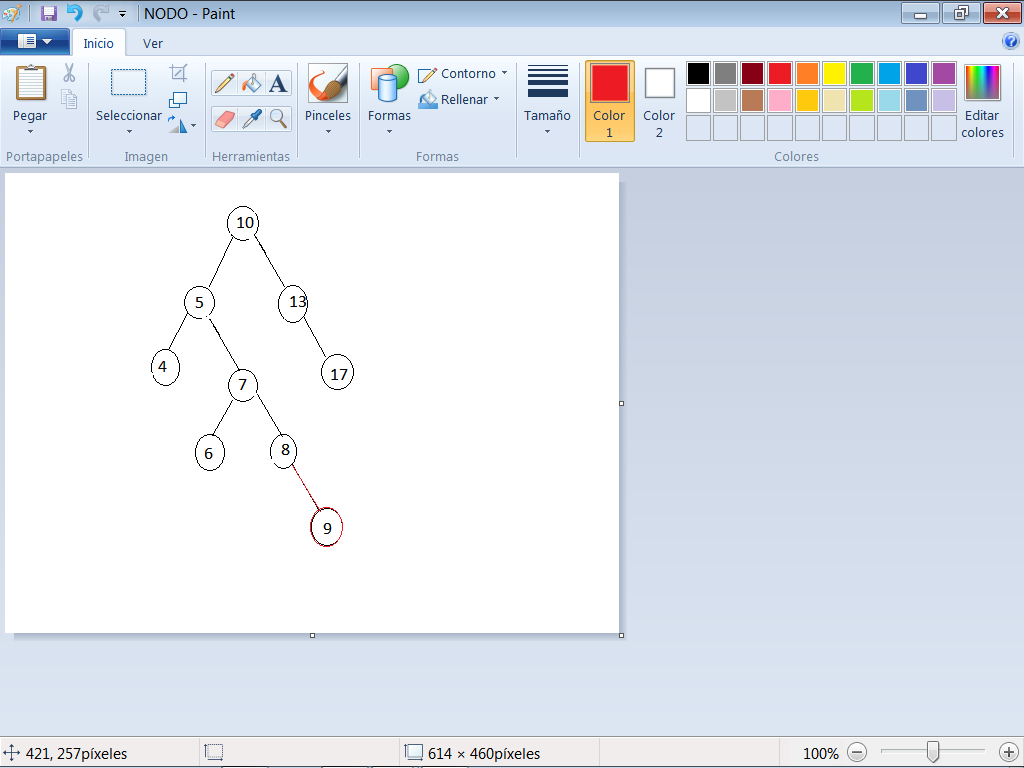 NODO - Paint
Inicio Ver
Pegar
Portapapeles
Seleccionar
Imagen
Herramientas
Pinceles
Formas
Contorno
Rellenar
Formas
Tamaño
Color 1
Color 2
Editar colores
Colores
10
5 13
4 17
7
6 8
9
421, 257píxeles
614 × 460píxeles
100%